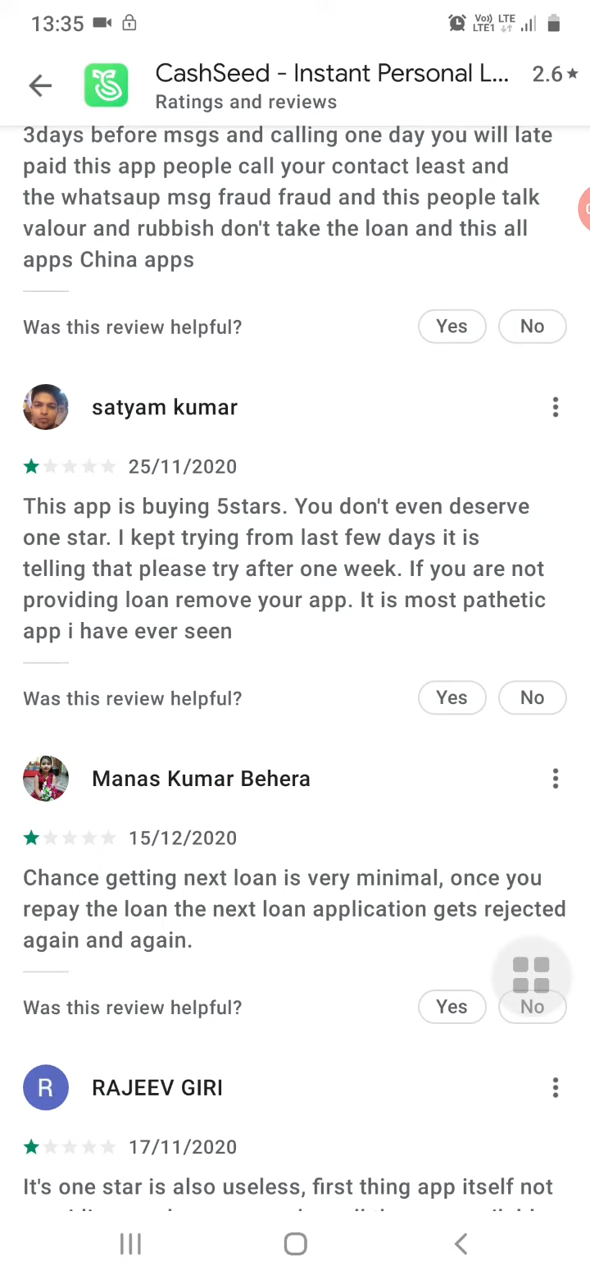 13:35
Vo)) LTE
LTE1
CashSeed - Instant Personal L... 2.6★
Ratings and reviews
3days before msgs and calling one day you will late
paid this app people call your contact least and
the whatsaup msg fraud fraud and this people talk
valour and rubbish don't take the loan and this all
apps China apps
Was this review helpful? Yes No
satyam kumar
25/11/2020
This app is buying 5stars. You don't even deserve
one star. I kept trying from last few days it is
telling that please try after one week. If you are not
providing loan remove your app. It is most pathetic
app i have ever seen
Was this review helpful? Yes No
Manas Kumar Behera
15/12/2020
Chance getting next loan is very minimal, once you
repay the loan the next loan application gets rejected
again and again.
Was this review helpful? Yes No
R RAJEEV GIRI
17/11/2020
It's one star is also useless, first thing app itself not